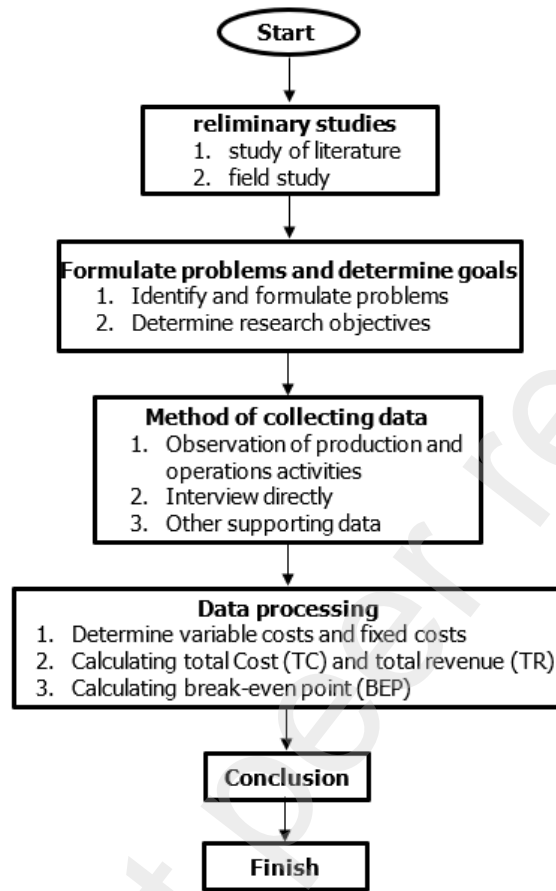 Start
reliminary studies
1. study of literature
2. field study
Formulate problems and determine goals
1. Identify and formulate problems
2. Determine research objectives
Method of collecting data
1. Observation of production and
operations activities
2. Interview directly
3. Other supporting data
Data processing
1. Determine variable costs and fixed costs
2. Calculating total Cost (TC) and total revenue (TR)
3. Calculating break-even point (BEP)
Conclusion
Finish